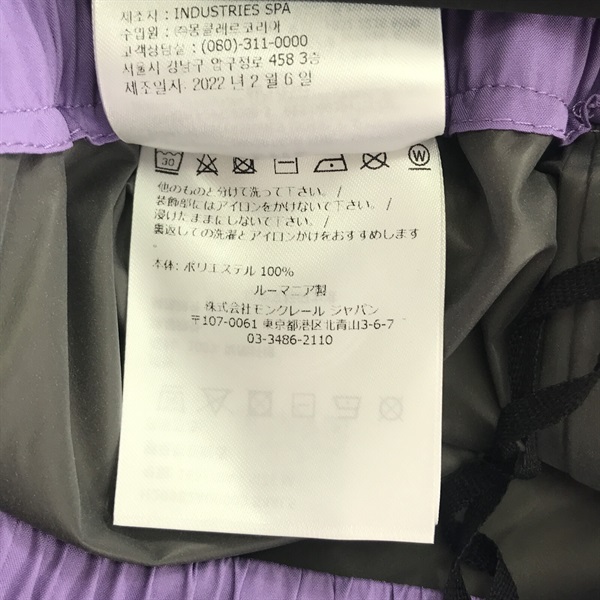 제조사 : INDUSTRIES SPA
수입원 : ㈜몽클레르코리아
고객상담실 : (080)-311-0000
서울시 강남구 압구정로 458 3층
제조일자: 2022 年 2 月 6 일
30 W
他のものと分けて洗って下さい。/
装飾部にはアイロンをかけないで下さい。/
浸けたままにしないで下さい。/
裏返しての洗濯とアイロンかけをおすすめします
本体: ポリエステル 100%
ルーマニア製
株式会社モンクレール ジャパン
〒107-0061 東京都港区北青山3-6-7
03-3486-2110